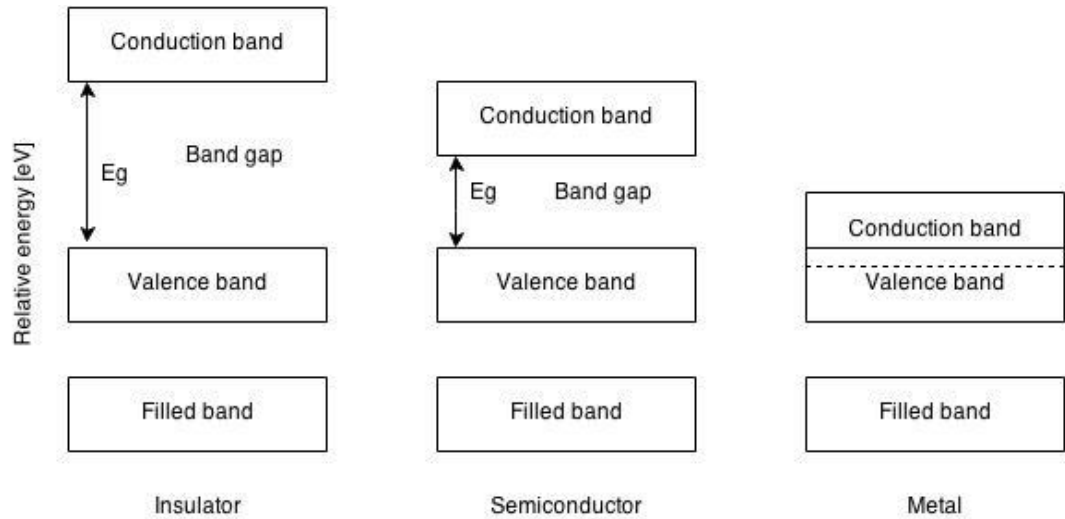 Conduction band
Eg
Band gap
Valence band
Filled band
Insulator
Conduction band
Eg
Band gap
Valence band
Filled band
Semiconductor
Conduction band
Valence band
Filled band
Metal
Relative energy [eV]